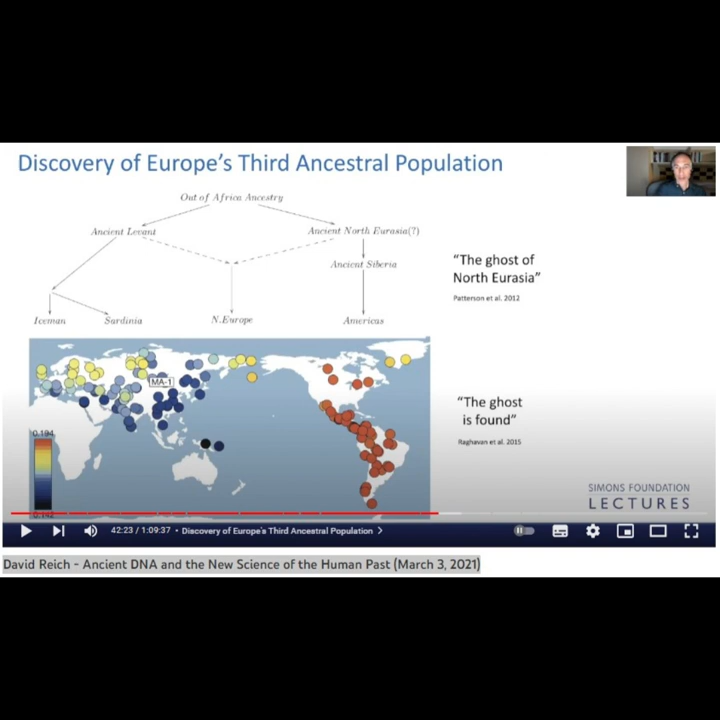 Discovery of Europe's Third Ancestral Population
Out of Africa Ancestry
Ancient Levant
Ancient North Eurasia(?)
Ancient Siberia
Iceman
Sardinia
N.Europe
Americas
"The ghost of
North Eurasia"
Patterson et al. 2012
MA-1
0.194
"The ghost
is found"
Raghavan et al. 2015
SIMONS FOUNDATION
LECTURES
42:23 / 1:09:37 • Discovery of Europe's Third Ancestral Population >
David Reich - Ancient DNA and the New Science of the Human Past (March 3, 2021)